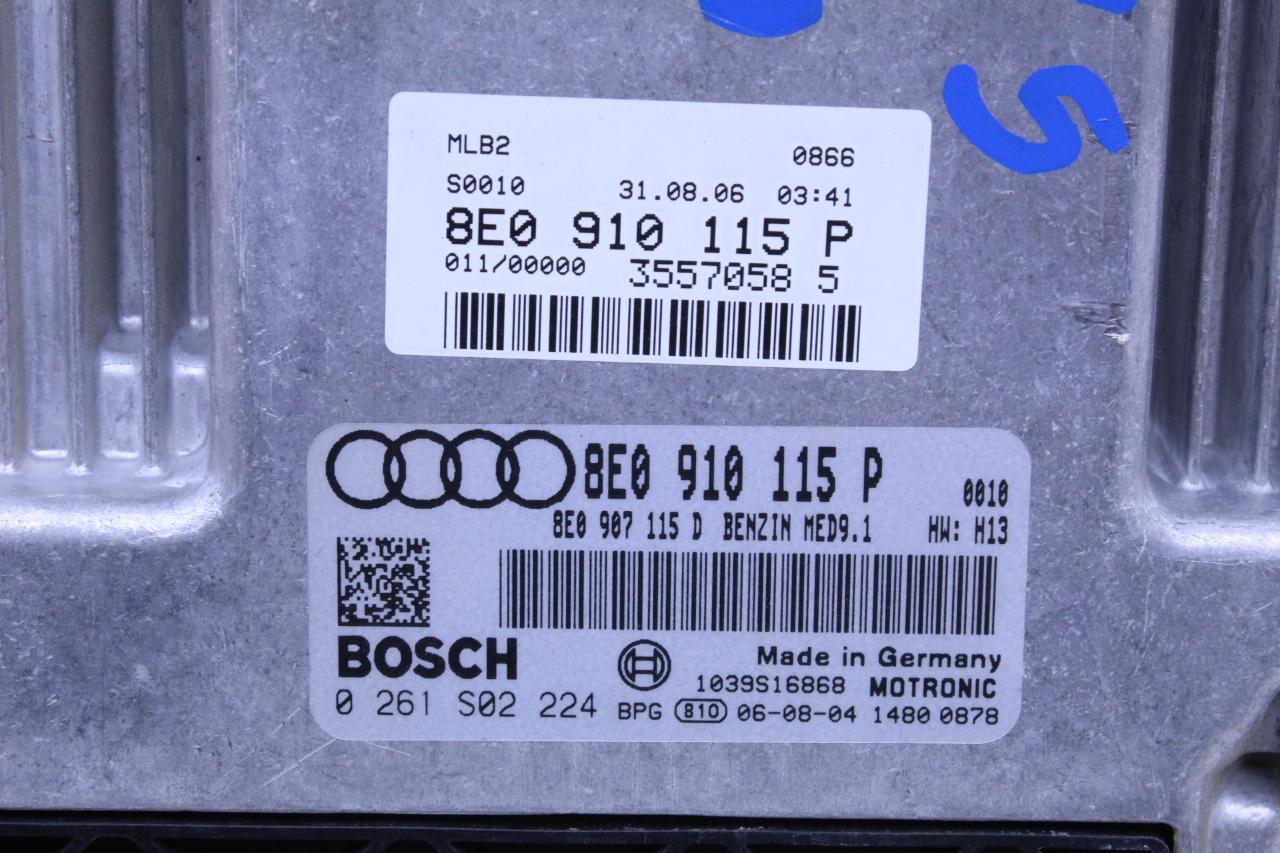 MLB2 0866
S0010 31.08.06 03:41
8E0 910 115 P
011/00000 3557058 5
8E0 910 115 P 0010
8E0 907 115 D BENZIN MED9.1 HW: H13
BOSCH Made in Germany
1039S16868 MOTRONIC
0 261 S02 224 BPG 810 06-08-04 1480 0878